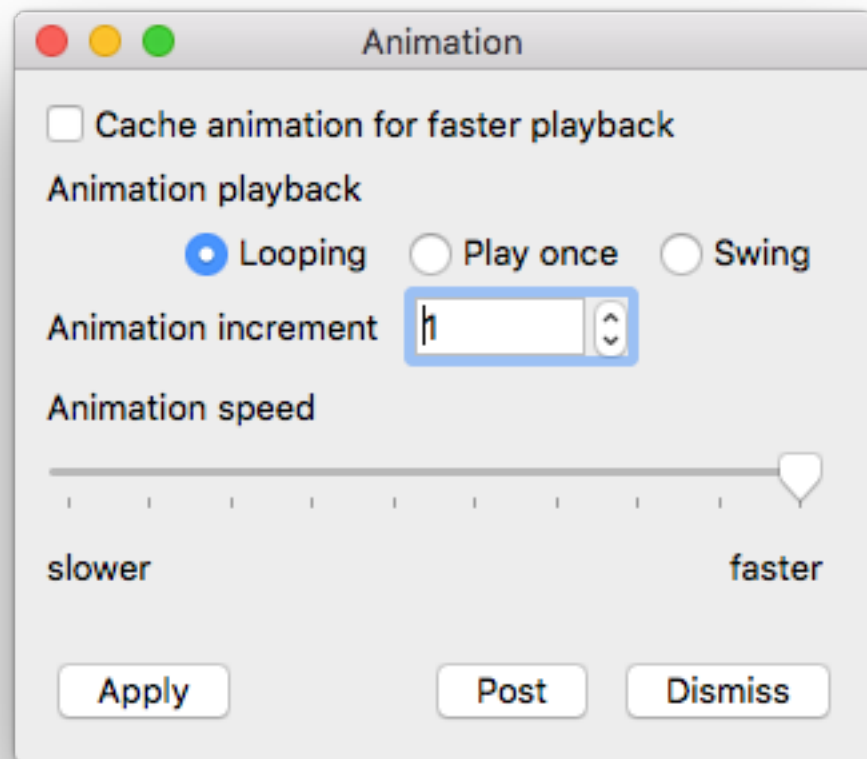 Animation
Cache animation for faster playback
Animation playback
Looping Play once Swing
Animation increment 1
Animation speed
slower faster
Apply Post Dismiss